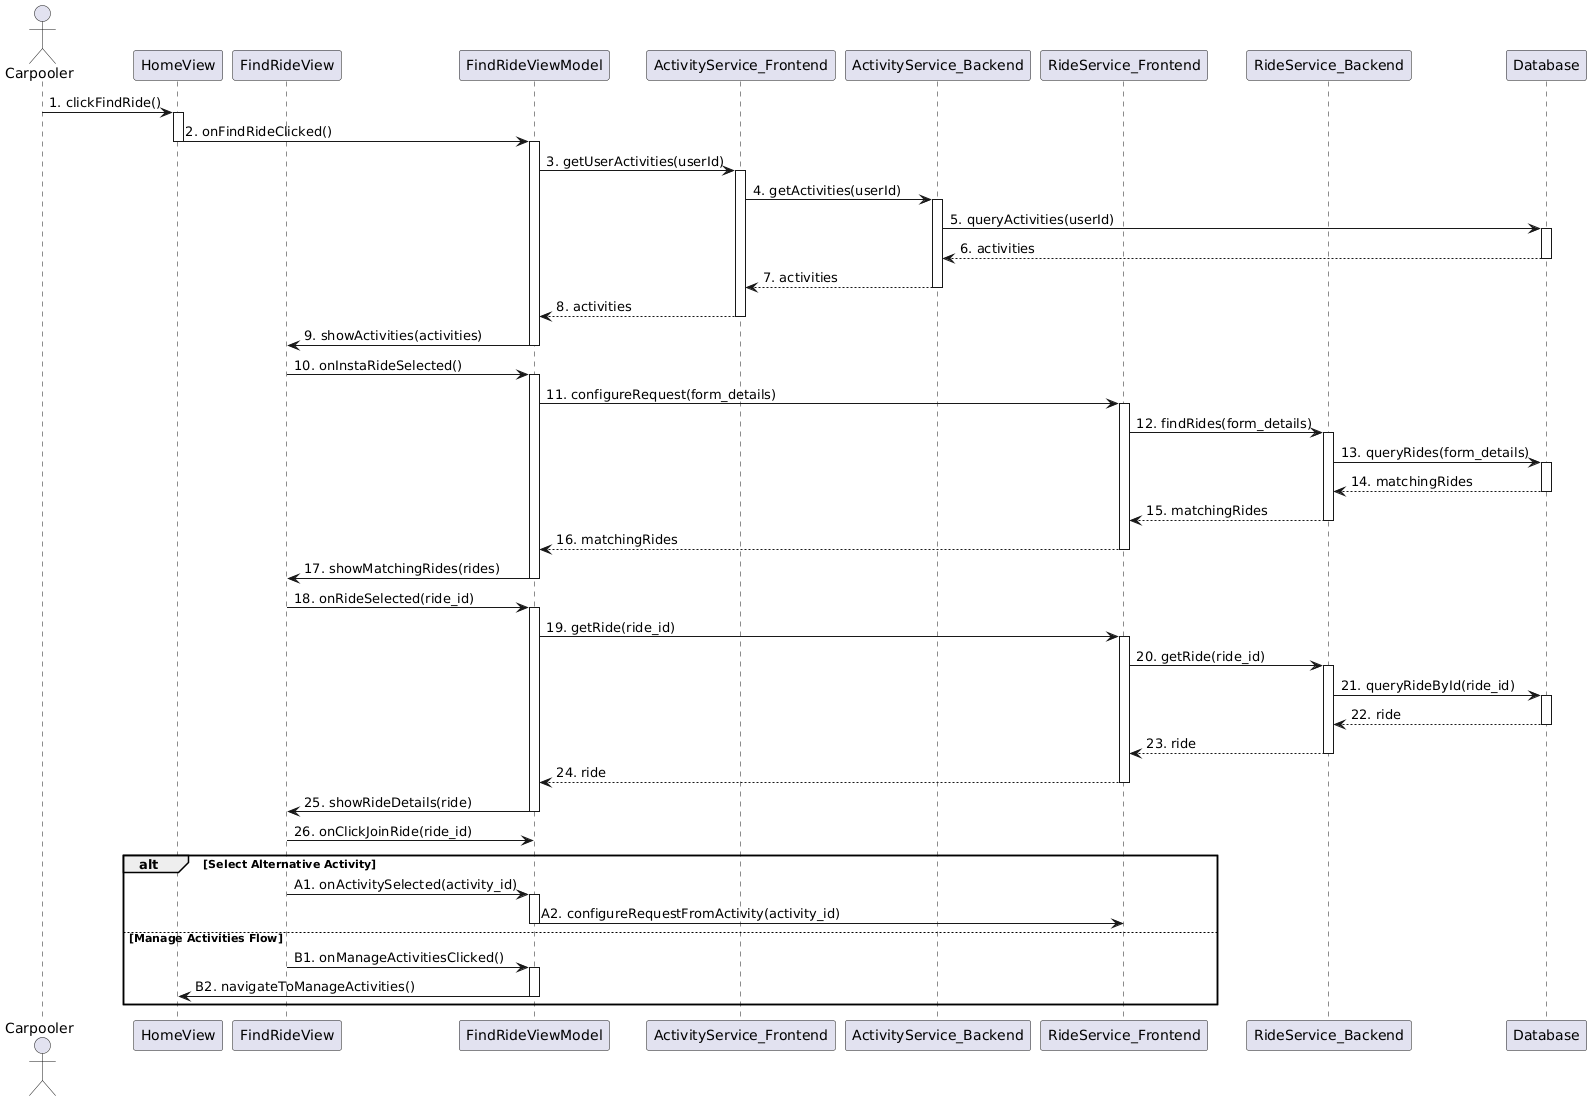 Carpooler
HomeView
FindRideView
FindRideViewModel
ActivityService_Frontend
ActivityService_Backend
RideService_Frontend
RideService_Backend
Database
1. clickFindRide()
2. onFindRideClicked()
3. getUserActivities(userId)
4. getActivities(userId)
5. queryActivities(userId)
6. activities
7. activities
8. activities
9. showActivities(activities)
10. onInstaRideSelected()
11. configureRequest(form_details)
12. findRides(form_details)
13. queryRides(form_details)
14. matchingRides
15. matchingRides
16. matchingRides
17. showMatchingRides(rides)
18. onRideSelected(ride_id)
19. getRide(ride_id)
20. getRide(ride_id)
21. queryRideById(ride_id)
22. ride
23. ride
24. ride
25. showRideDetails(ride)
26. onClickJoinRide(ride_id)
alt [Select Alternative Activity]
A1. onActivitySelected(activity_id)
A2. configureRequestFromActivity(activity_id)
[Manage Activities Flow]
B1. onManageActivitiesClicked()
B2. navigateToManageActivities()
Carpooler
HomeView
FindRideView
FindRideViewModel
ActivityService_Frontend
ActivityService_Backend
RideService_Frontend
RideService_Backend
Database